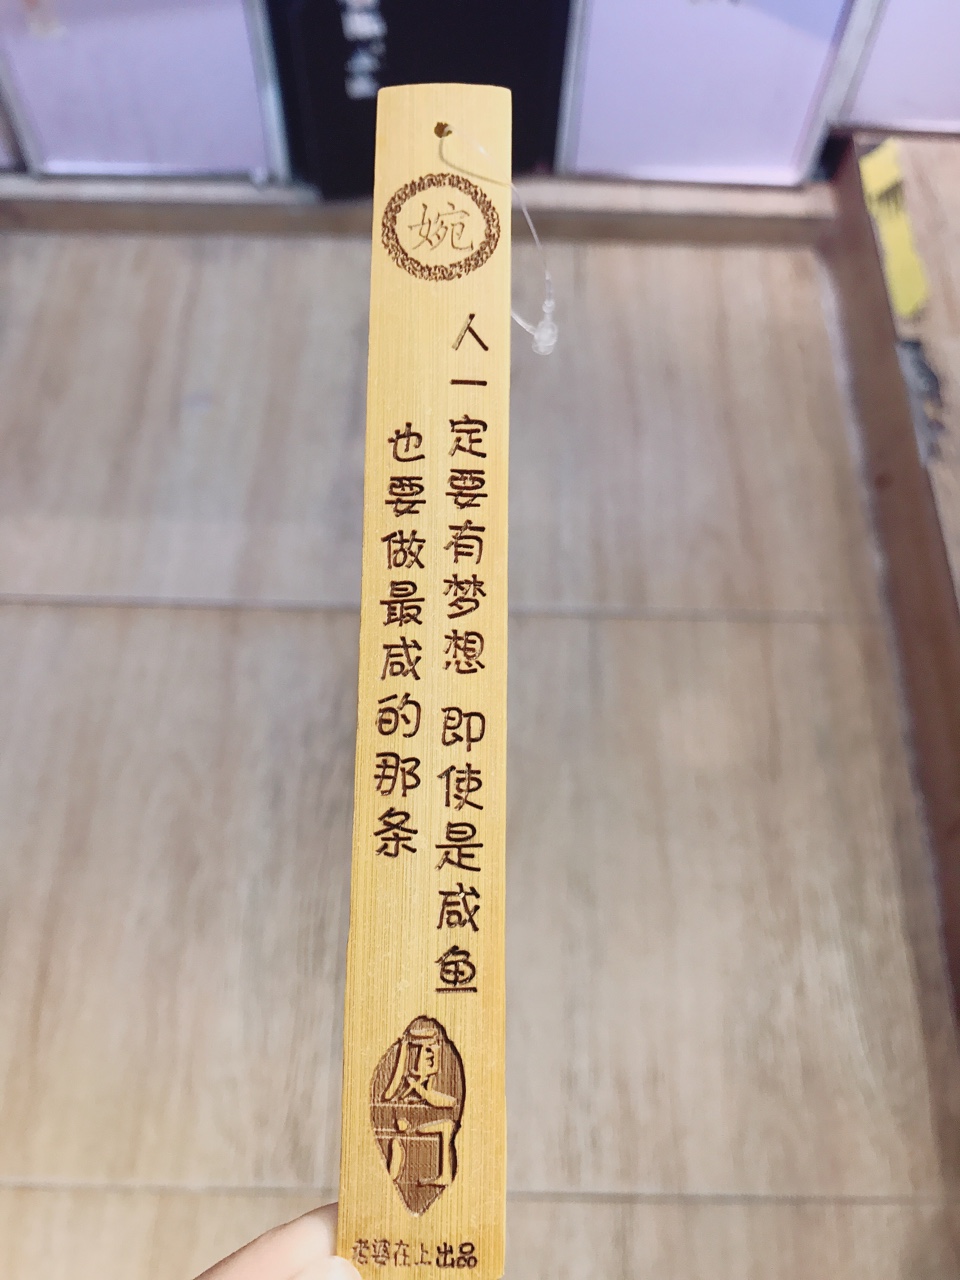 婉
人一定要有梦想 即使是咸鱼
也要做最咸的那条
厦门
老婆在上出品